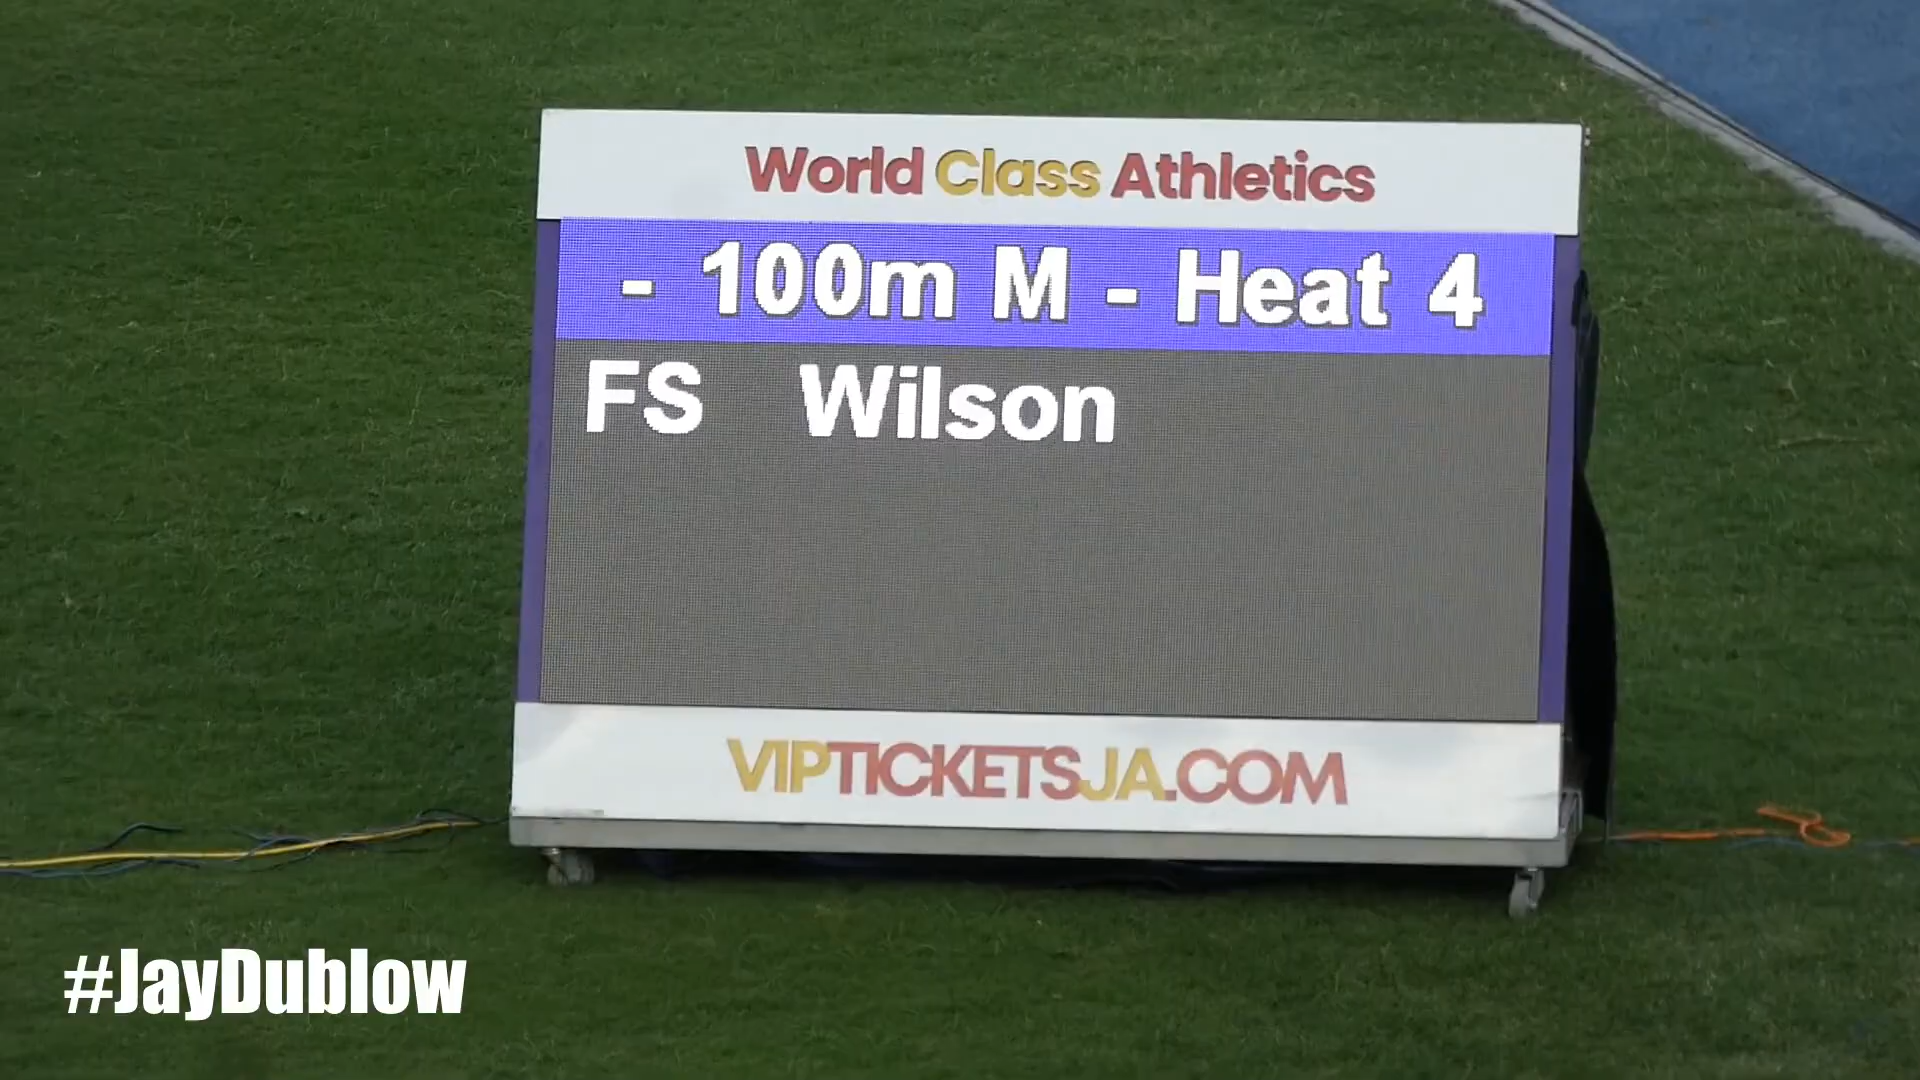 World Class Athletics
- 100m M - Heat 4
FS Wilson
VIPTICKETSJA.COM
#JayDublow